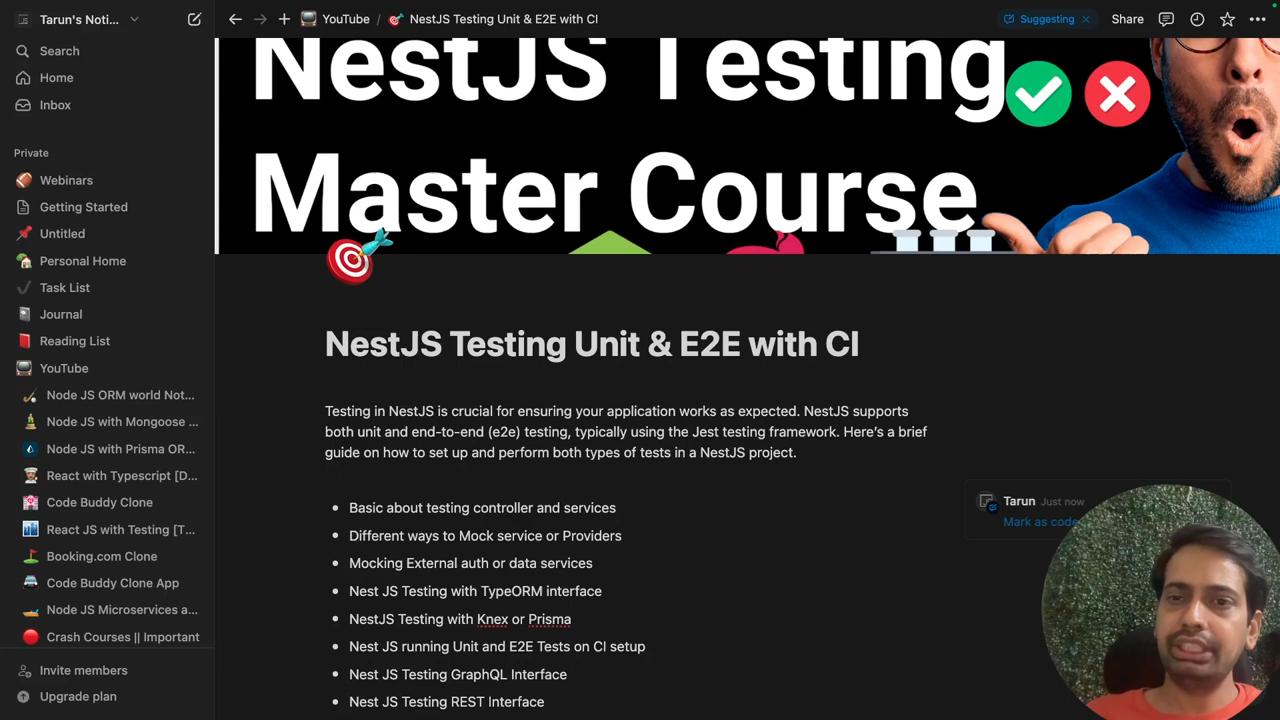 Tarun's Noti...
YouTube / NestJS Testing Unit & E2E with CI
Suggesting
Share
Search
Home
Inbox
Private
Webinars
Getting Started
Untitled
Personal Home
Task List
Journal
Reading List
YouTube
Node JS ORM world Not...
Node JS with Mongoose ...
Node JS with Prisma OR...
React with Typescript [D...
Code Buddy Clone
React JS with Testing [T...
Booking.com Clone
Code Buddy Clone App
Node JS Microservices a...
Crash Courses || Important
Invite members
Upgrade plan
NestJS Testing
Master Course
NestJS Testing Unit & E2E with CI
Testing in NestJS is crucial for ensuring your application works as expected. NestJS supports
both unit and end-to-end (e2e) testing, typically using the Jest testing framework. Here's a brief
guide on how to set up and perform both types of tests in a NestJS project.
Basic about testing controller and services
Different ways to Mock service or Providers
Mocking External auth or data services
Nest JS Testing with TypeORM interface
NestJS Testing with Knex or Prisma
Nest JS running Unit and E2E Tests on CI setup
Nest JS Testing GraphQL Interface
Nest JS Testing REST Interface
Tarun Just now
Mark as code